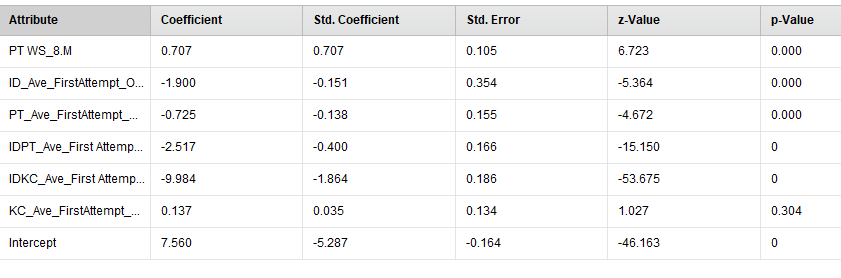 Attribute Coefficient Std. Coefficient Std. Error z-Value p-Value
PT WS_8.M 0.707 0.707 0.105 6.723 0.000
ID_Ave_FirstAttempt_O... -1.900 -0.151 0.354 -5.364 0.000
PT_Ave_FirstAttempt_... -0.725 -0.138 0.155 -4.672 0.000
IDPT_Ave_First Attemp... -2.517 -0.400 0.166 -15.150 0
IDKC_Ave_First Attemp... -9.984 -1.864 0.186 -53.675 0
KC_Ave_FirstAttempt_... 0.137 0.035 0.134 1.027 0.304
Intercept 7.560 -5.287 -0.164 -46.163 0